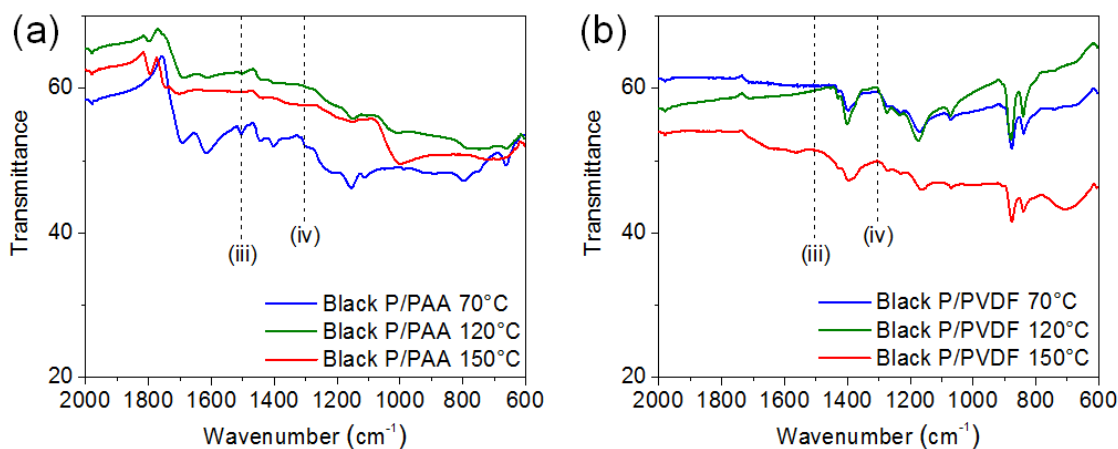 (a)
60
40
20
Transmittance
(iii)
(iv)
Black P/PAA 70°C
Black P/PAA 120°C
Black P/PAA 150°C
2000 1800 1600 1400 1200 1000 800 600
Wavenumber (cm⁻¹)
(b)
60
40
20
Transmittance
(iii)
(iv)
Black P/PVDF 70°C
Black P/PVDF 120°C
Black P/PVDF 150°C
2000 1800 1600 1400 1200 1000 800 600
Wavenumber (cm⁻¹)